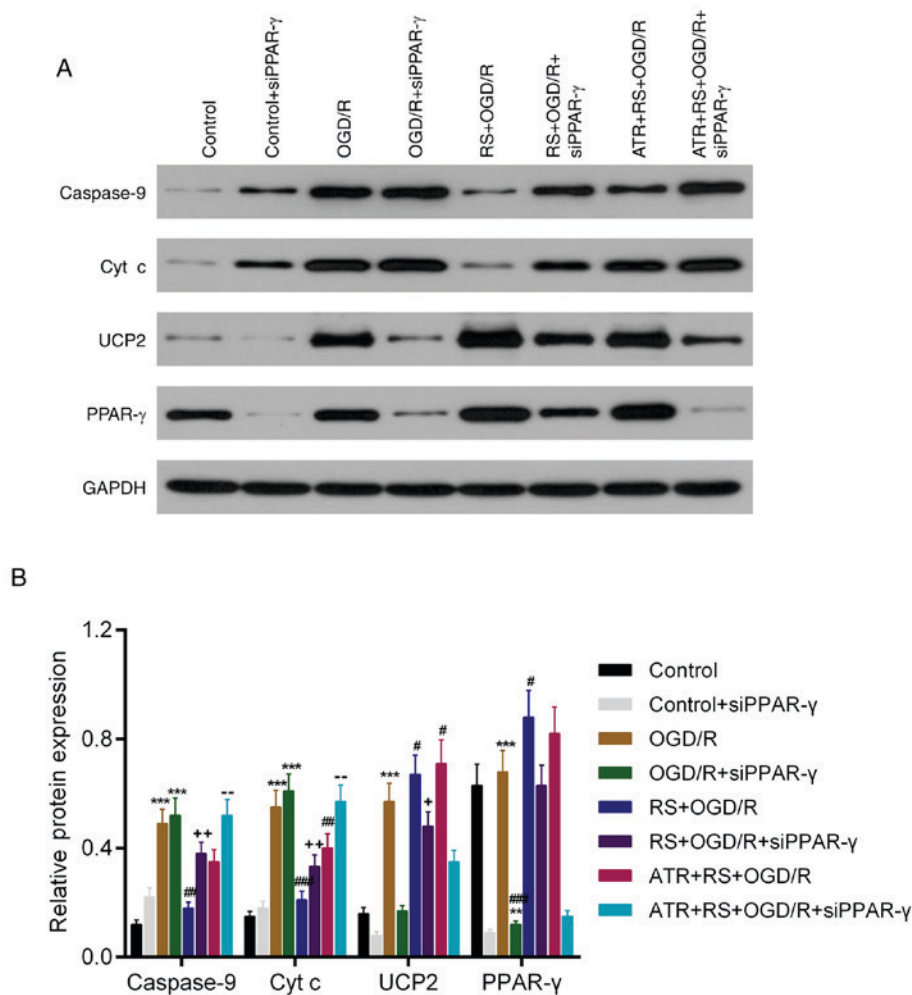 A
Control
Control+siPPAR-γ
OGD/R
OGD/R+siPPAR-γ
RS+OGD/R
RS+OGD/R+
siPPAR-γ
ATR+RS+OGD/R
ATR+RS+OGD/R+
siPPAR-γ
Caspase-9
Cyt c
UCP2
PPAR-γ
GAPDH
B
Relative protein expression
1.2
0.8
0.4
0.0
***
***
##
++
--
***
***
###
++
##
--
***
#
+
#
***
###
**
#
Caspase-9
Cyt c
UCP2
PPAR-γ
Control
Control+siPPAR-γ
OGD/R
OGD/R+siPPAR-γ
RS+OGD/R
RS+OGD/R+siPPAR-γ
ATR+RS+OGD/R
ATR+RS+OGD/R+siPPAR-γ